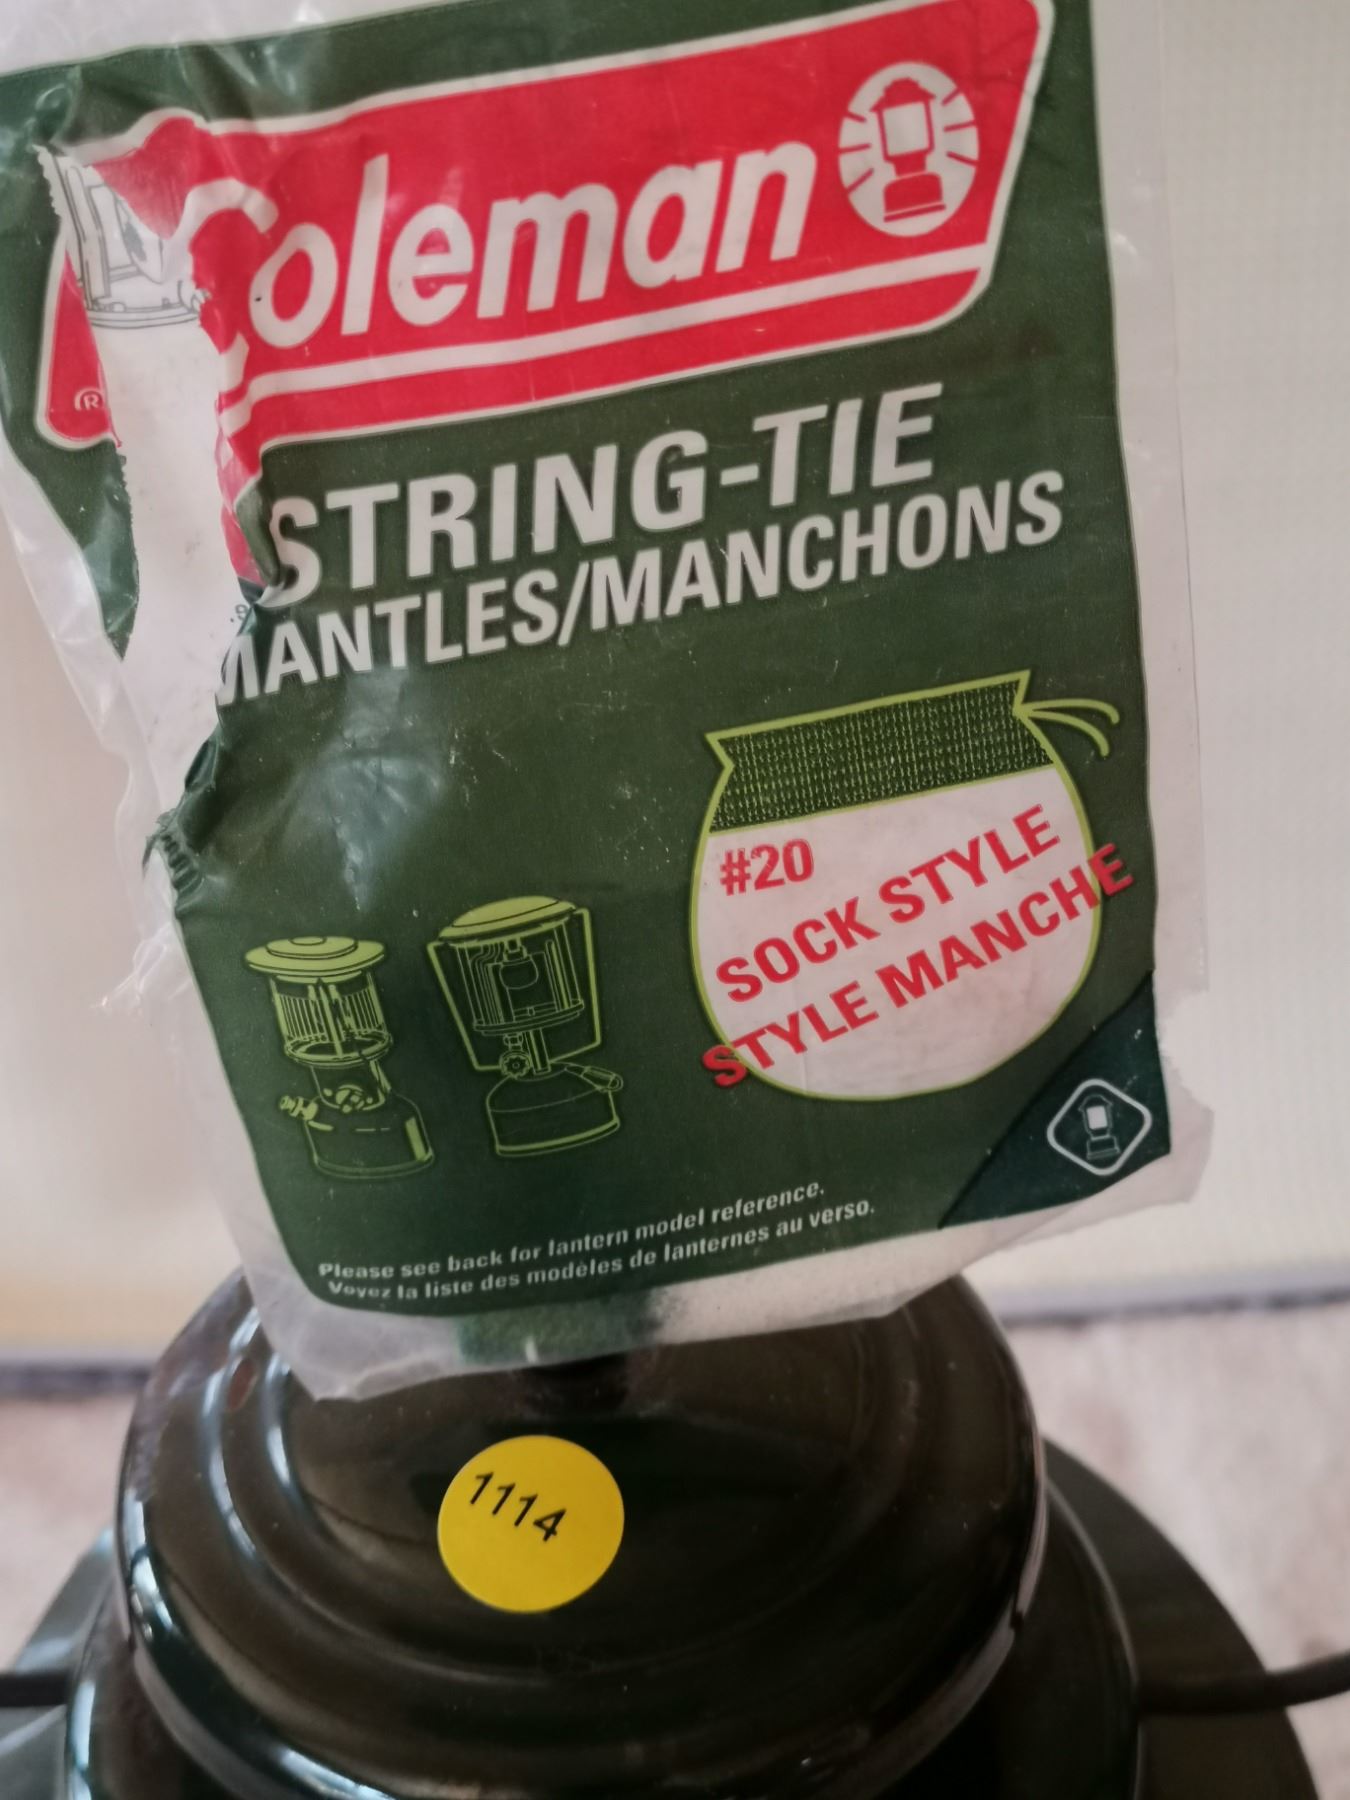 Coleman
®
STRING-TIE
MANTLES/MANCHONS
#20
SOCK STYLE
STYLE MANCHE
Please see back for lantern model reference.
Voyez la liste des modèles de lanternes au verso.
1114